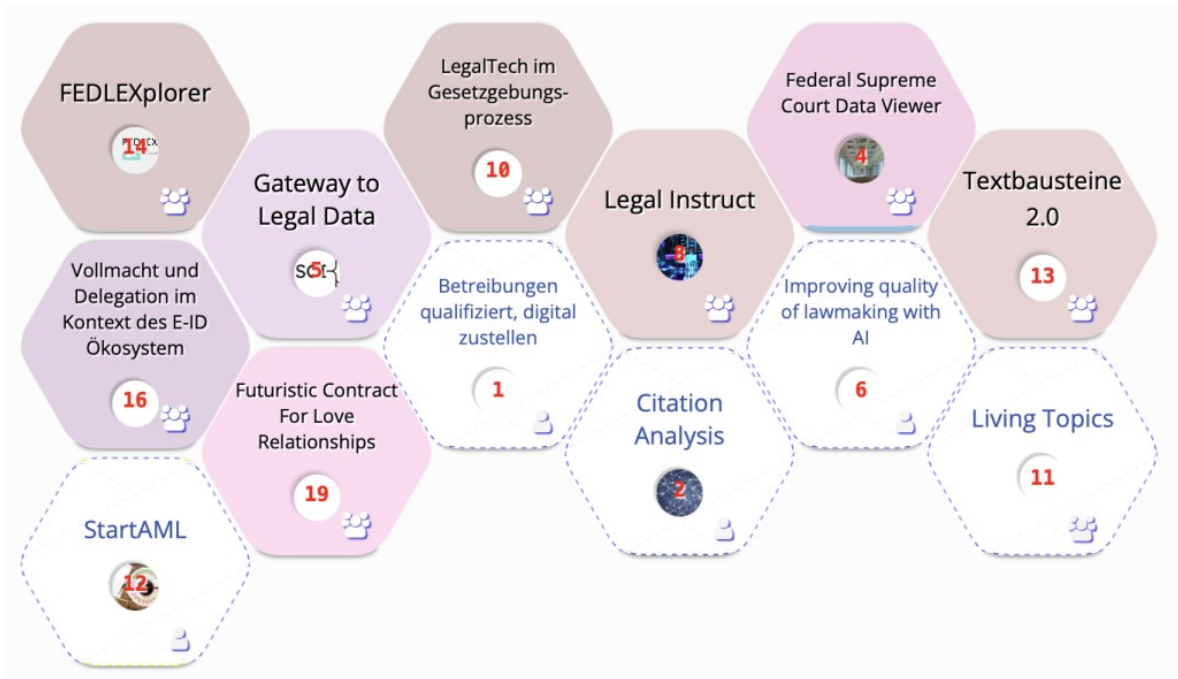 FEDLEXplorer
14
Gateway to
Legal Data
5
LegalTech im
Gesetzgebungs-
prozess
10
Legal Instruct
8
Federal Supreme
Court Data Viewer
4
Textbausteine
2.0
13
Vollmacht und
Delegation im
Kontext des E-ID
Ökosystem
16
Futuristic Contract
For Love
Relationships
19
Betreibungen
qualifiziert, digital
zustellen
1
Citation
Analysis
2
Improving quality
of lawmaking with
AI
6
Living Topics
11
StartAML
12